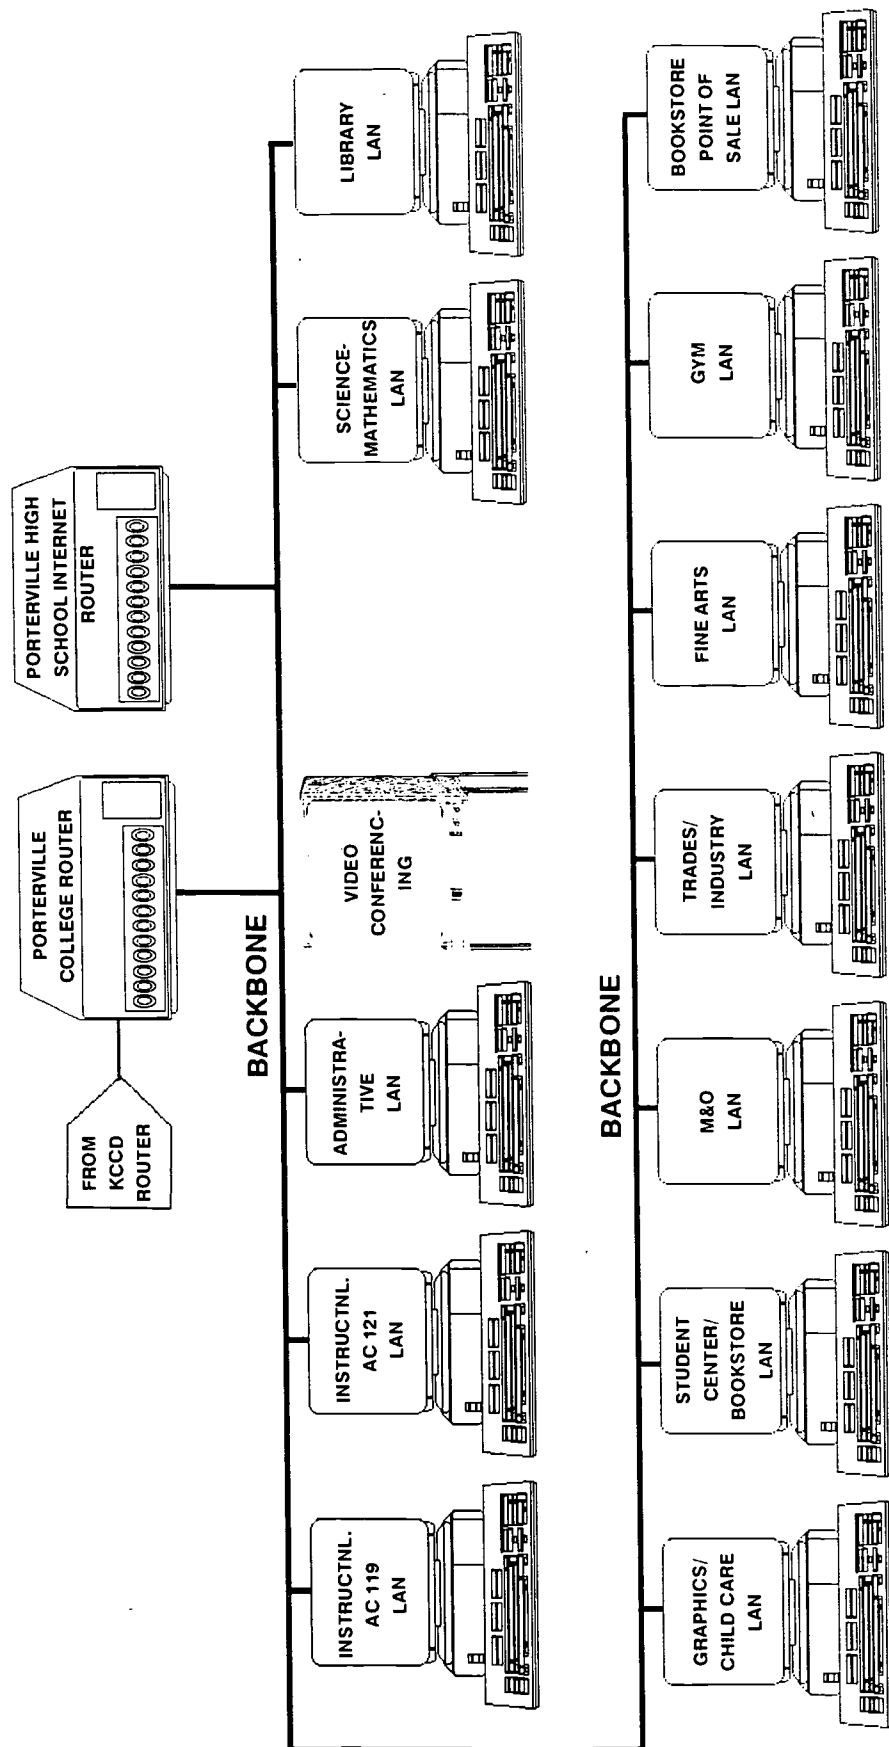 FROM
KCCD
ROUTER
PORTERVILLE
COLLEGE ROUTER
PORTERVILLE HIGH
SCHOOL INTERNET
ROUTER
BACKBONE
INSTRUCTNL.
AC 119
LAN
INSTRUCTNL.
AC 121
LAN
ADMINISTRA-
TIVE
LAN
VIDEO
CONFERENC-
ING
SCIENCE-
MATHEMATICS
LAN
LIBRARY
LAN
BACKBONE
GRAPHICS/
CHILD CARE
LAN
STUDENT
CENTER/
BOOKSTORE
LAN
M&O
LAN
TRADES/
INDUSTRY
LAN
FINE ARTS
LAN
GYM
LAN
BOOKSTORE
POINT OF
SALE LAN